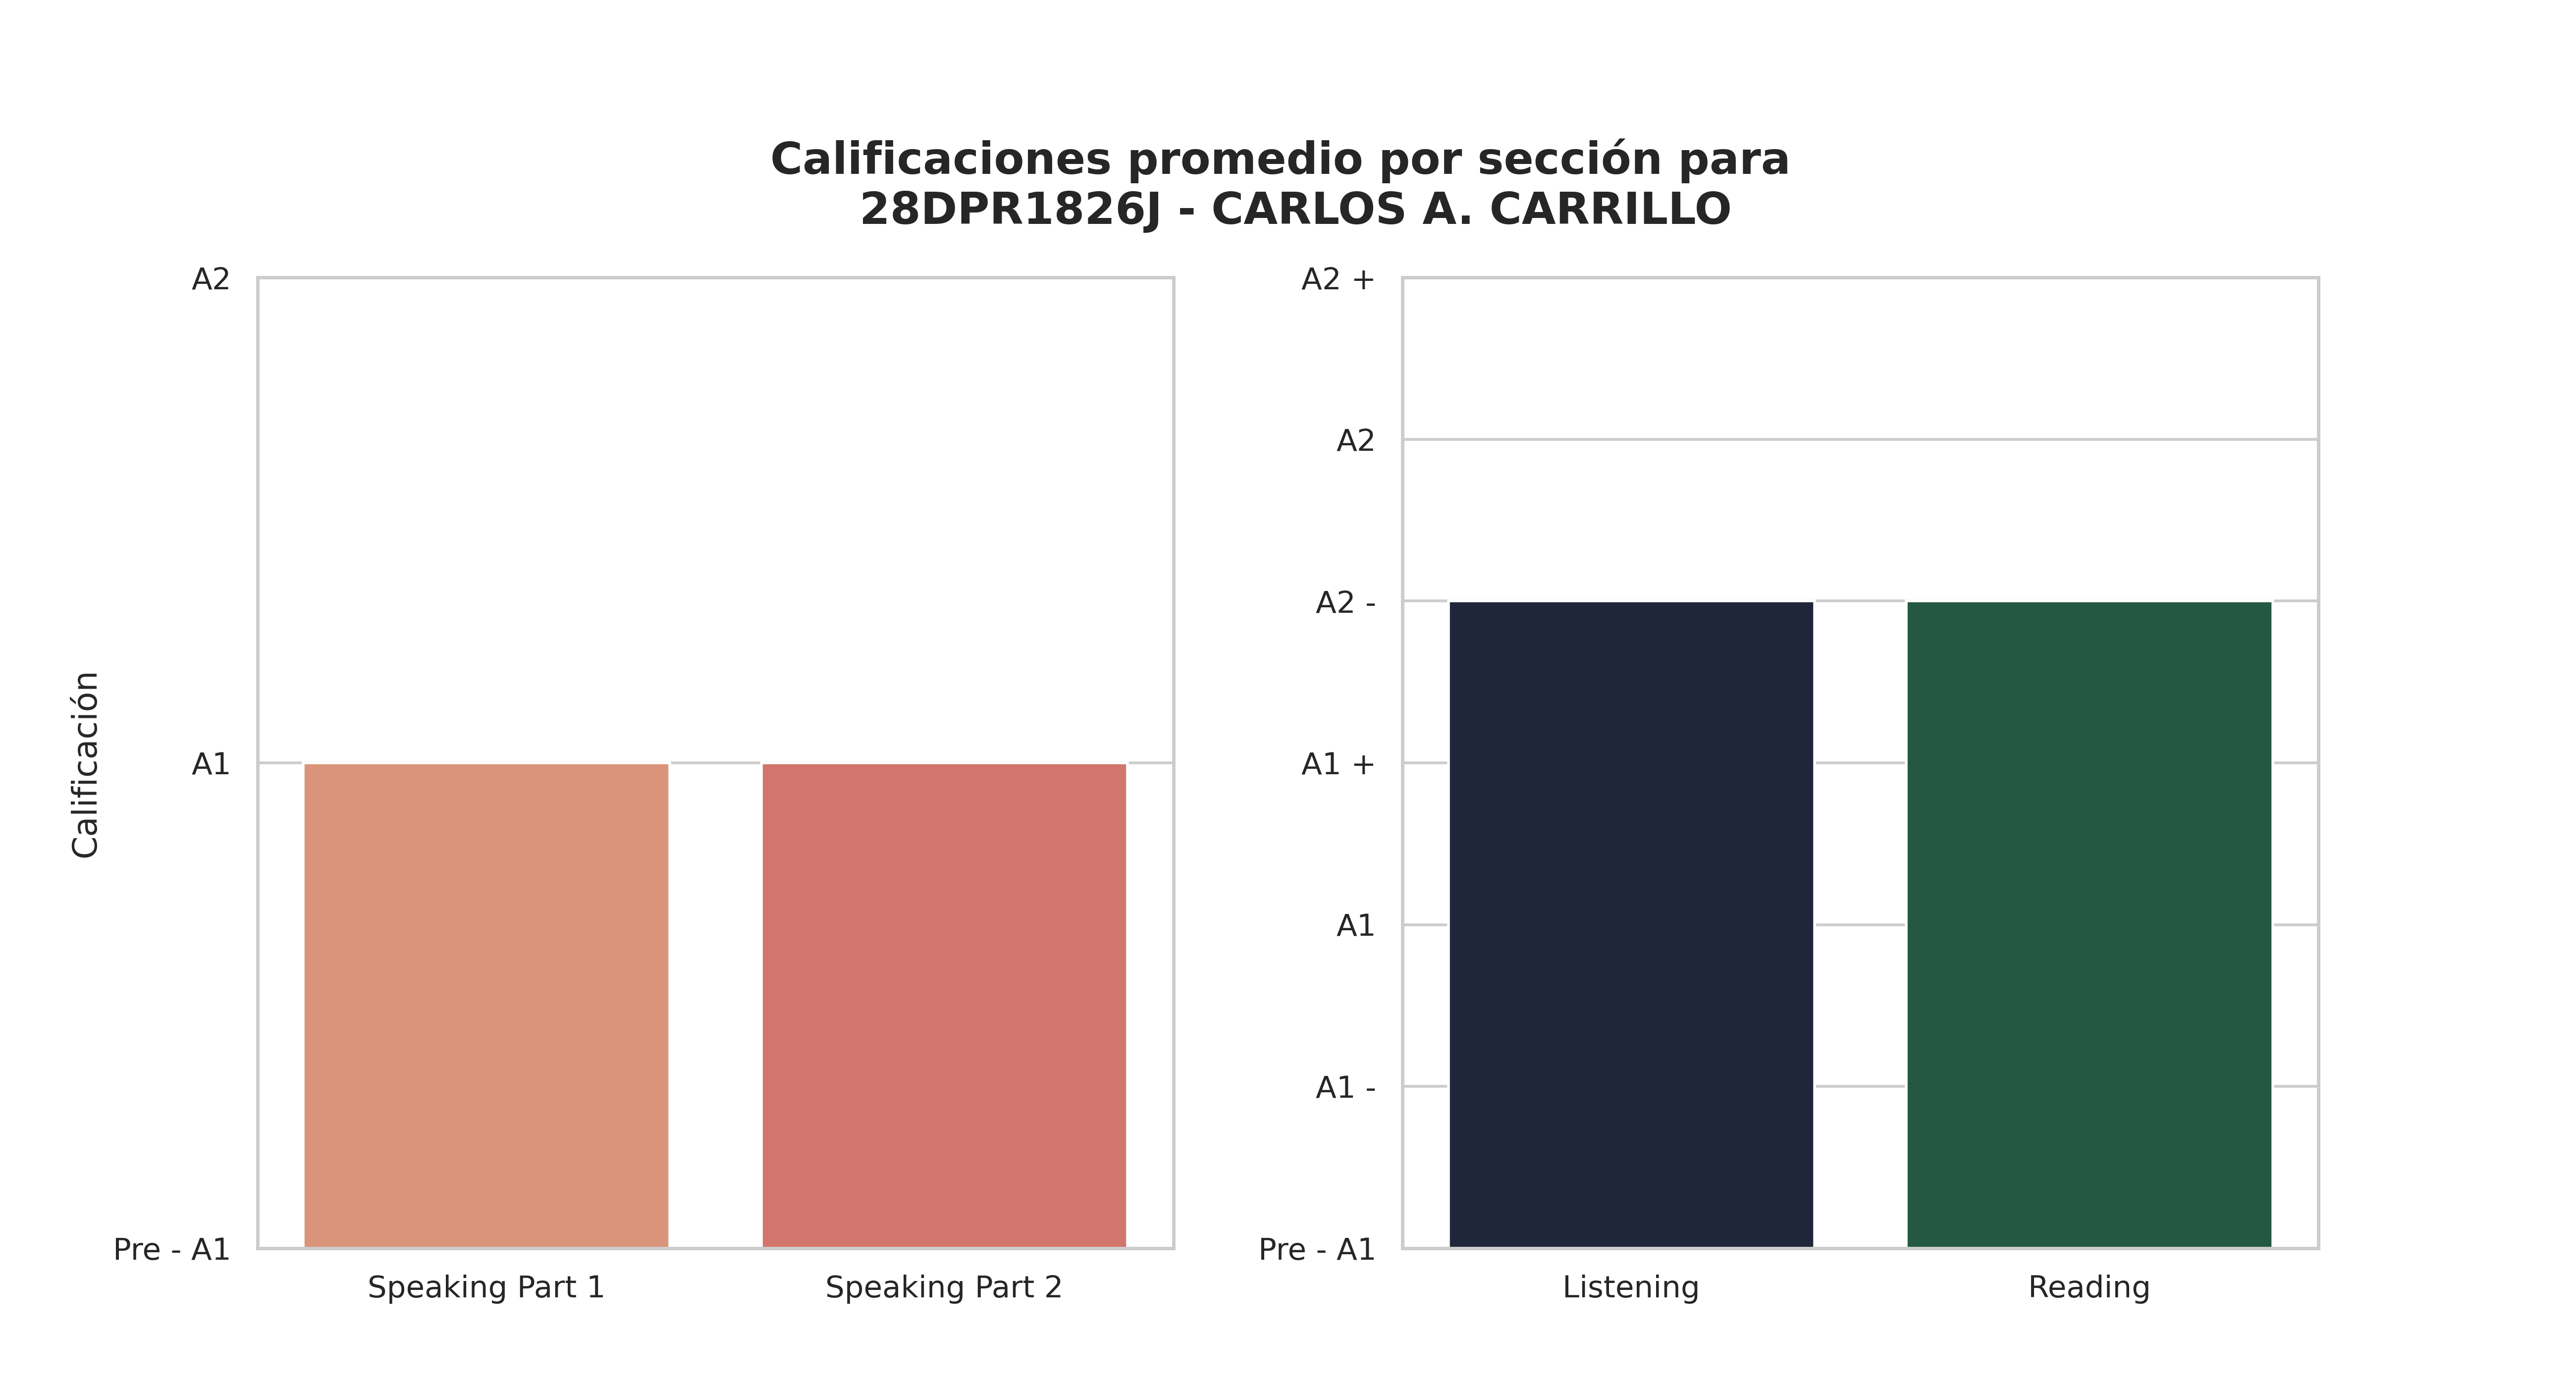 Calificaciones promedio por sección para
28DPR1826J - CARLOS A. CARRILLO
Calificación
A2
A1
Pre - A1
Speaking Part 1
Speaking Part 2
A2 +
A2
A2 -
A1 +
A1
A1 -
Pre - A1
Listening
Reading